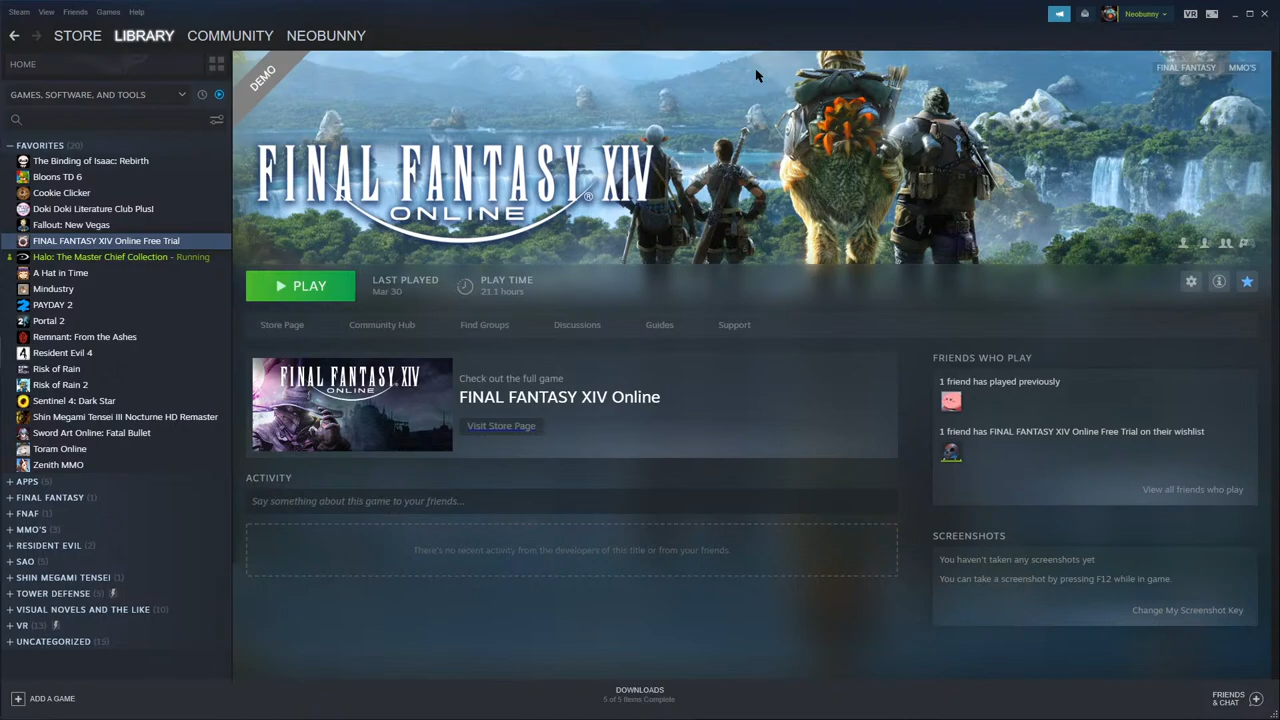 Steam View Friends Games Help
Neobunny
VR
STORE LIBRARY COMMUNITY NEOBUNNY
HOME
GAMES, SOFTWARE, AND TOOLS
FAVORITES (20)
The Binding of Isaac: Rebirth
Bloons TD 6
Cookie Clicker
Doki Doki Literature Club Plus!
Fallout: New Vegas
FINAL FANTASY XIV Online Free Trial
Halo: The Master Chief Collection - Running
A Hat in Time
Mindustry
PAYDAY 2
Portal 2
Remnant: From the Ashes
Resident Evil 4
Risk of Rain
Risk of Rain 2
Sentinel 4: Dark Star
Shin Megami Tensei III Nocturne HD Remaster
Sword Art Online: Fatal Bullet
Toram Online
Zenith MMO
APPS (5)
FINAL FANTASY (1)
FNAF (1)
MMO'S (3)
RESIDENT EVIL (2)
SAO (5)
SHIN MEGAMI TENSEI (1)
TOWER DEFENSE (5)
VISUAL NOVELS AND THE LIKE (10)
VR (13)
UNCATEGORIZED (15)
ADD A GAME
DEMO
FINAL FANTASY MMO'S
FINAL FANTASY XIV
ONLINE ®
PLAY
LAST PLAYED
Mar 30
PLAY TIME
21.1 hours
Store Page Community Hub Find Groups Discussions Guides Support
FINAL FANTASY XIV
ONLINE
Check out the full game
FINAL FANTASY XIV Online
Visit Store Page
ACTIVITY
Say something about this game to your friends...
There's no recent activity from the developers of this title or from your friends.
FRIENDS WHO PLAY
1 friend has played previously
1 friend has FINAL FANTASY XIV Online Free Trial on their wishlist
View all friends who play
SCREENSHOTS
You haven't taken any screenshots yet
You can take a screenshot by pressing F12 while in game.
Change My Screenshot Key
DOWNLOADS
5 of 5 Items Complete
FRIENDS
& CHAT